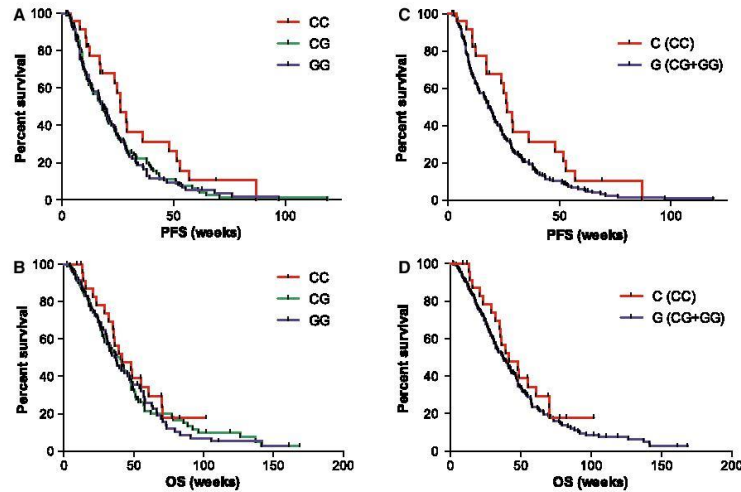 A
Percent survival
100
80
60
40
20
0
0 50 100
PFS (weeks)
CC
CG
GG
C
Percent survival
100
80
60
40
20
0
0 50 100
PFS (weeks)
C (CC)
G (CG+GG)
B
Percent survival
100
80
60
40
20
0
0 50 100 150 200
OS (weeks)
CC
CG
GG
D
Percent survival
100
80
60
40
20
0
0 50 100 150 200
OS (weeks)
C (CC)
G (CG+GG)